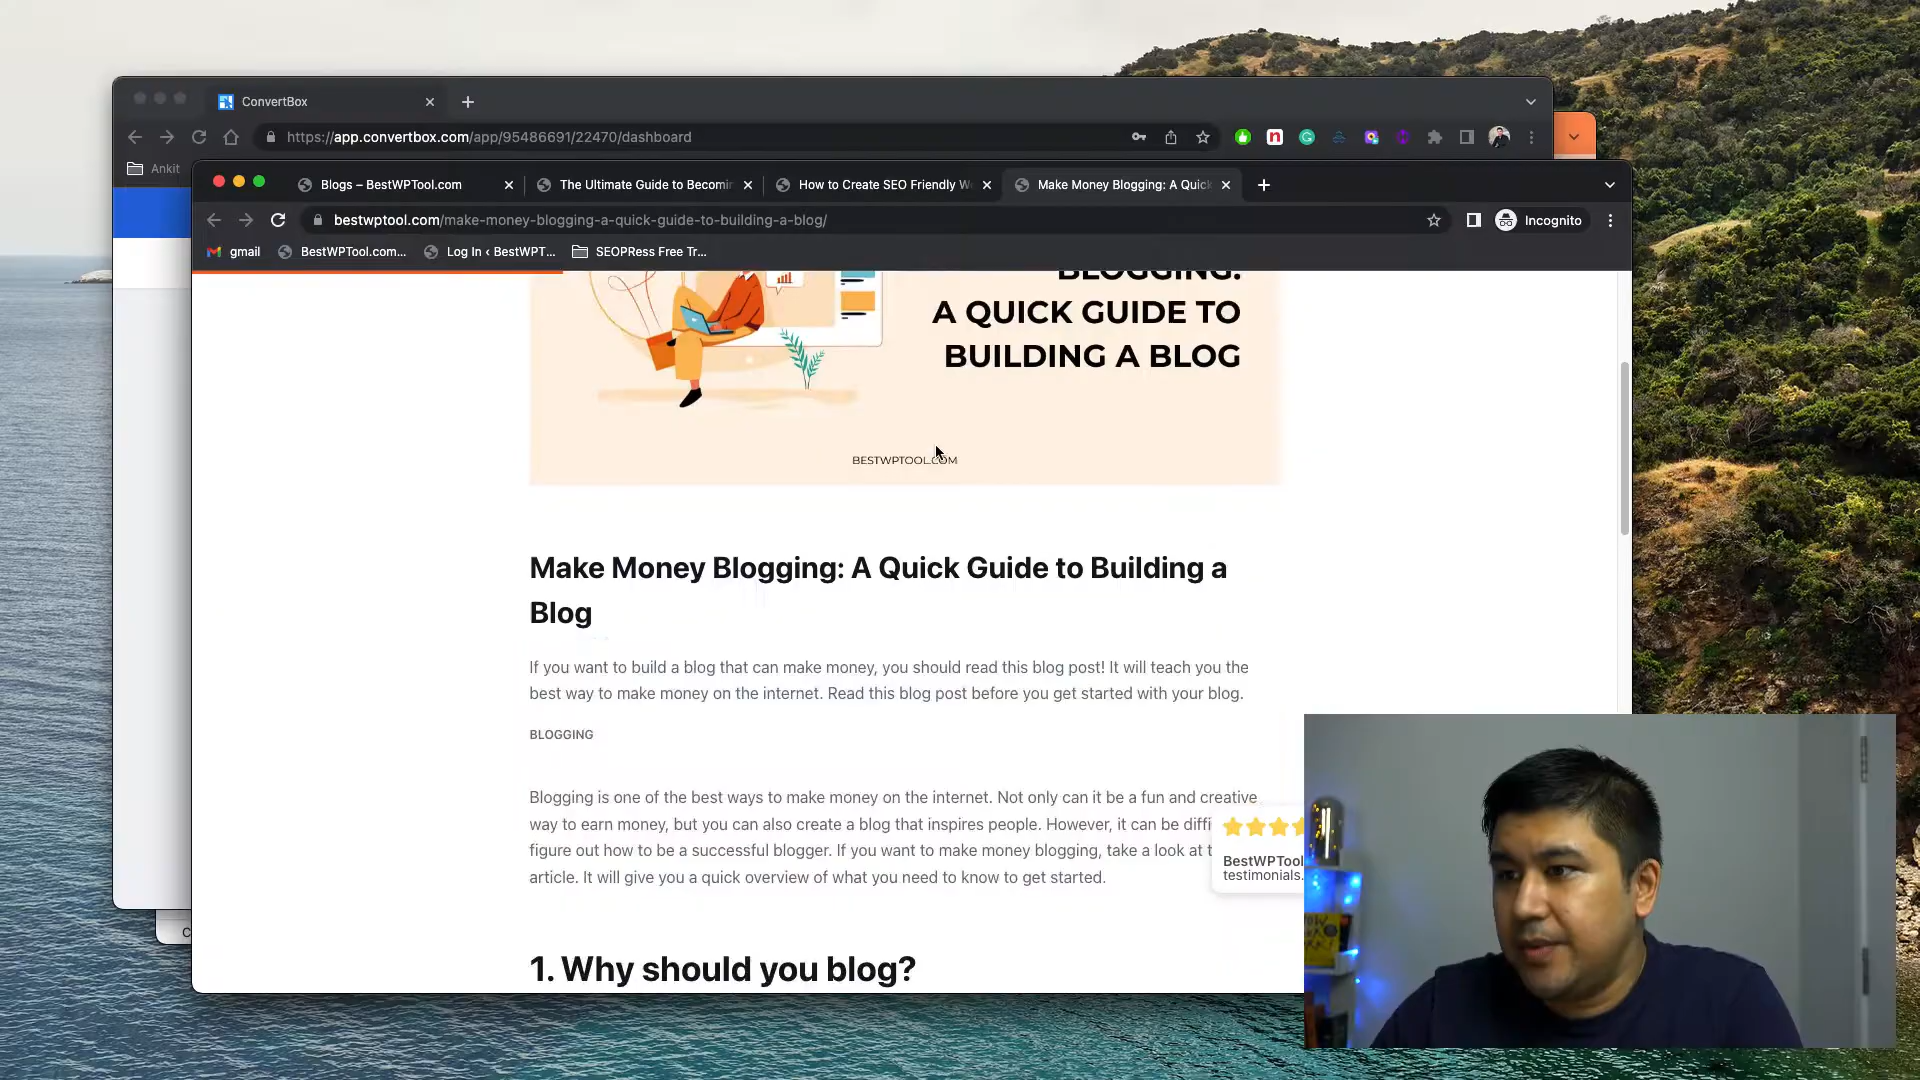 ConvertBox
https://app.convertbox.com/app/95486691/22470/dashboard
Ankit
Blogs – BestWPTool.com
The Ultimate Guide to Becomin
How to Create SEO Friendly W
Make Money Blogging: A Quick
bestwptool.com/make-money-blogging-a-quick-guide-to-building-a-blog/
Incognito
gmail
BestWPTool.com...
Log In ‹ BestWPT...
SEOPRess Free Tr...
BLOGGING:
A QUICK GUIDE TO
BUILDING A BLOG
BESTWPTOOL.COM
Make Money Blogging: A Quick Guide to Building a
Blog
If you want to build a blog that can make money, you should read this blog post! It will teach you the
best way to make money on the internet. Read this blog post before you get started with your blog.
BLOGGING
Blogging is one of the best ways to make money on the internet. Not only can it be a fun and creative
way to earn money, but you can also create a blog that inspires people. However, it can be diffi
figure out how to be a successful blogger. If you want to make money blogging, take a look at t
article. It will give you a quick overview of what you need to know to get started.
BestWPTool
testimonials.
1. Why should you blog?